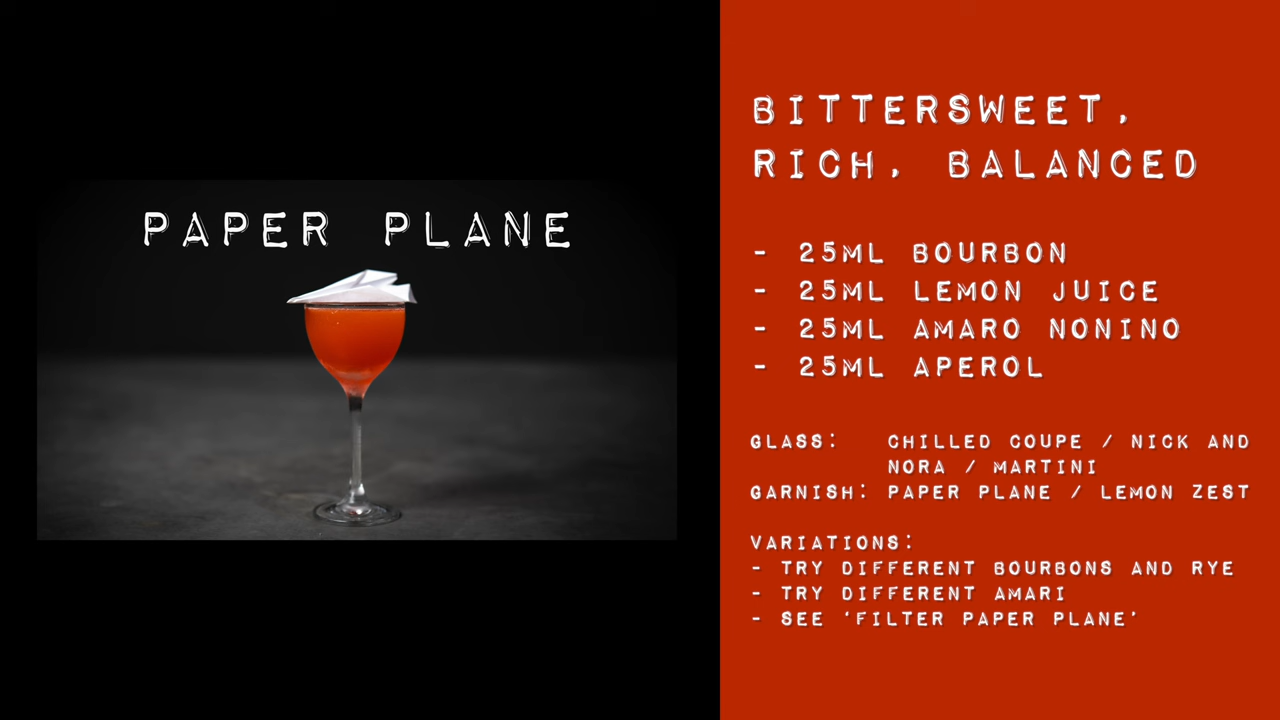 PAPER PLANE
BITTERSWEET,
RICH, BALANCED
- 25ML BOURBON
- 25ML LEMON JUICE
- 25ML AMARO NONINO
- 25ML APEROL
GLASS: CHILLED COUPE / NICK AND
NORA / MARTINI
GARNISH: PAPER PLANE / LEMON ZEST
VARIATIONS:
- TRY DIFFERENT BOURBONS AND RYE
- TRY DIFFERENT AMARI
- SEE 'FILTER PAPER PLANE'